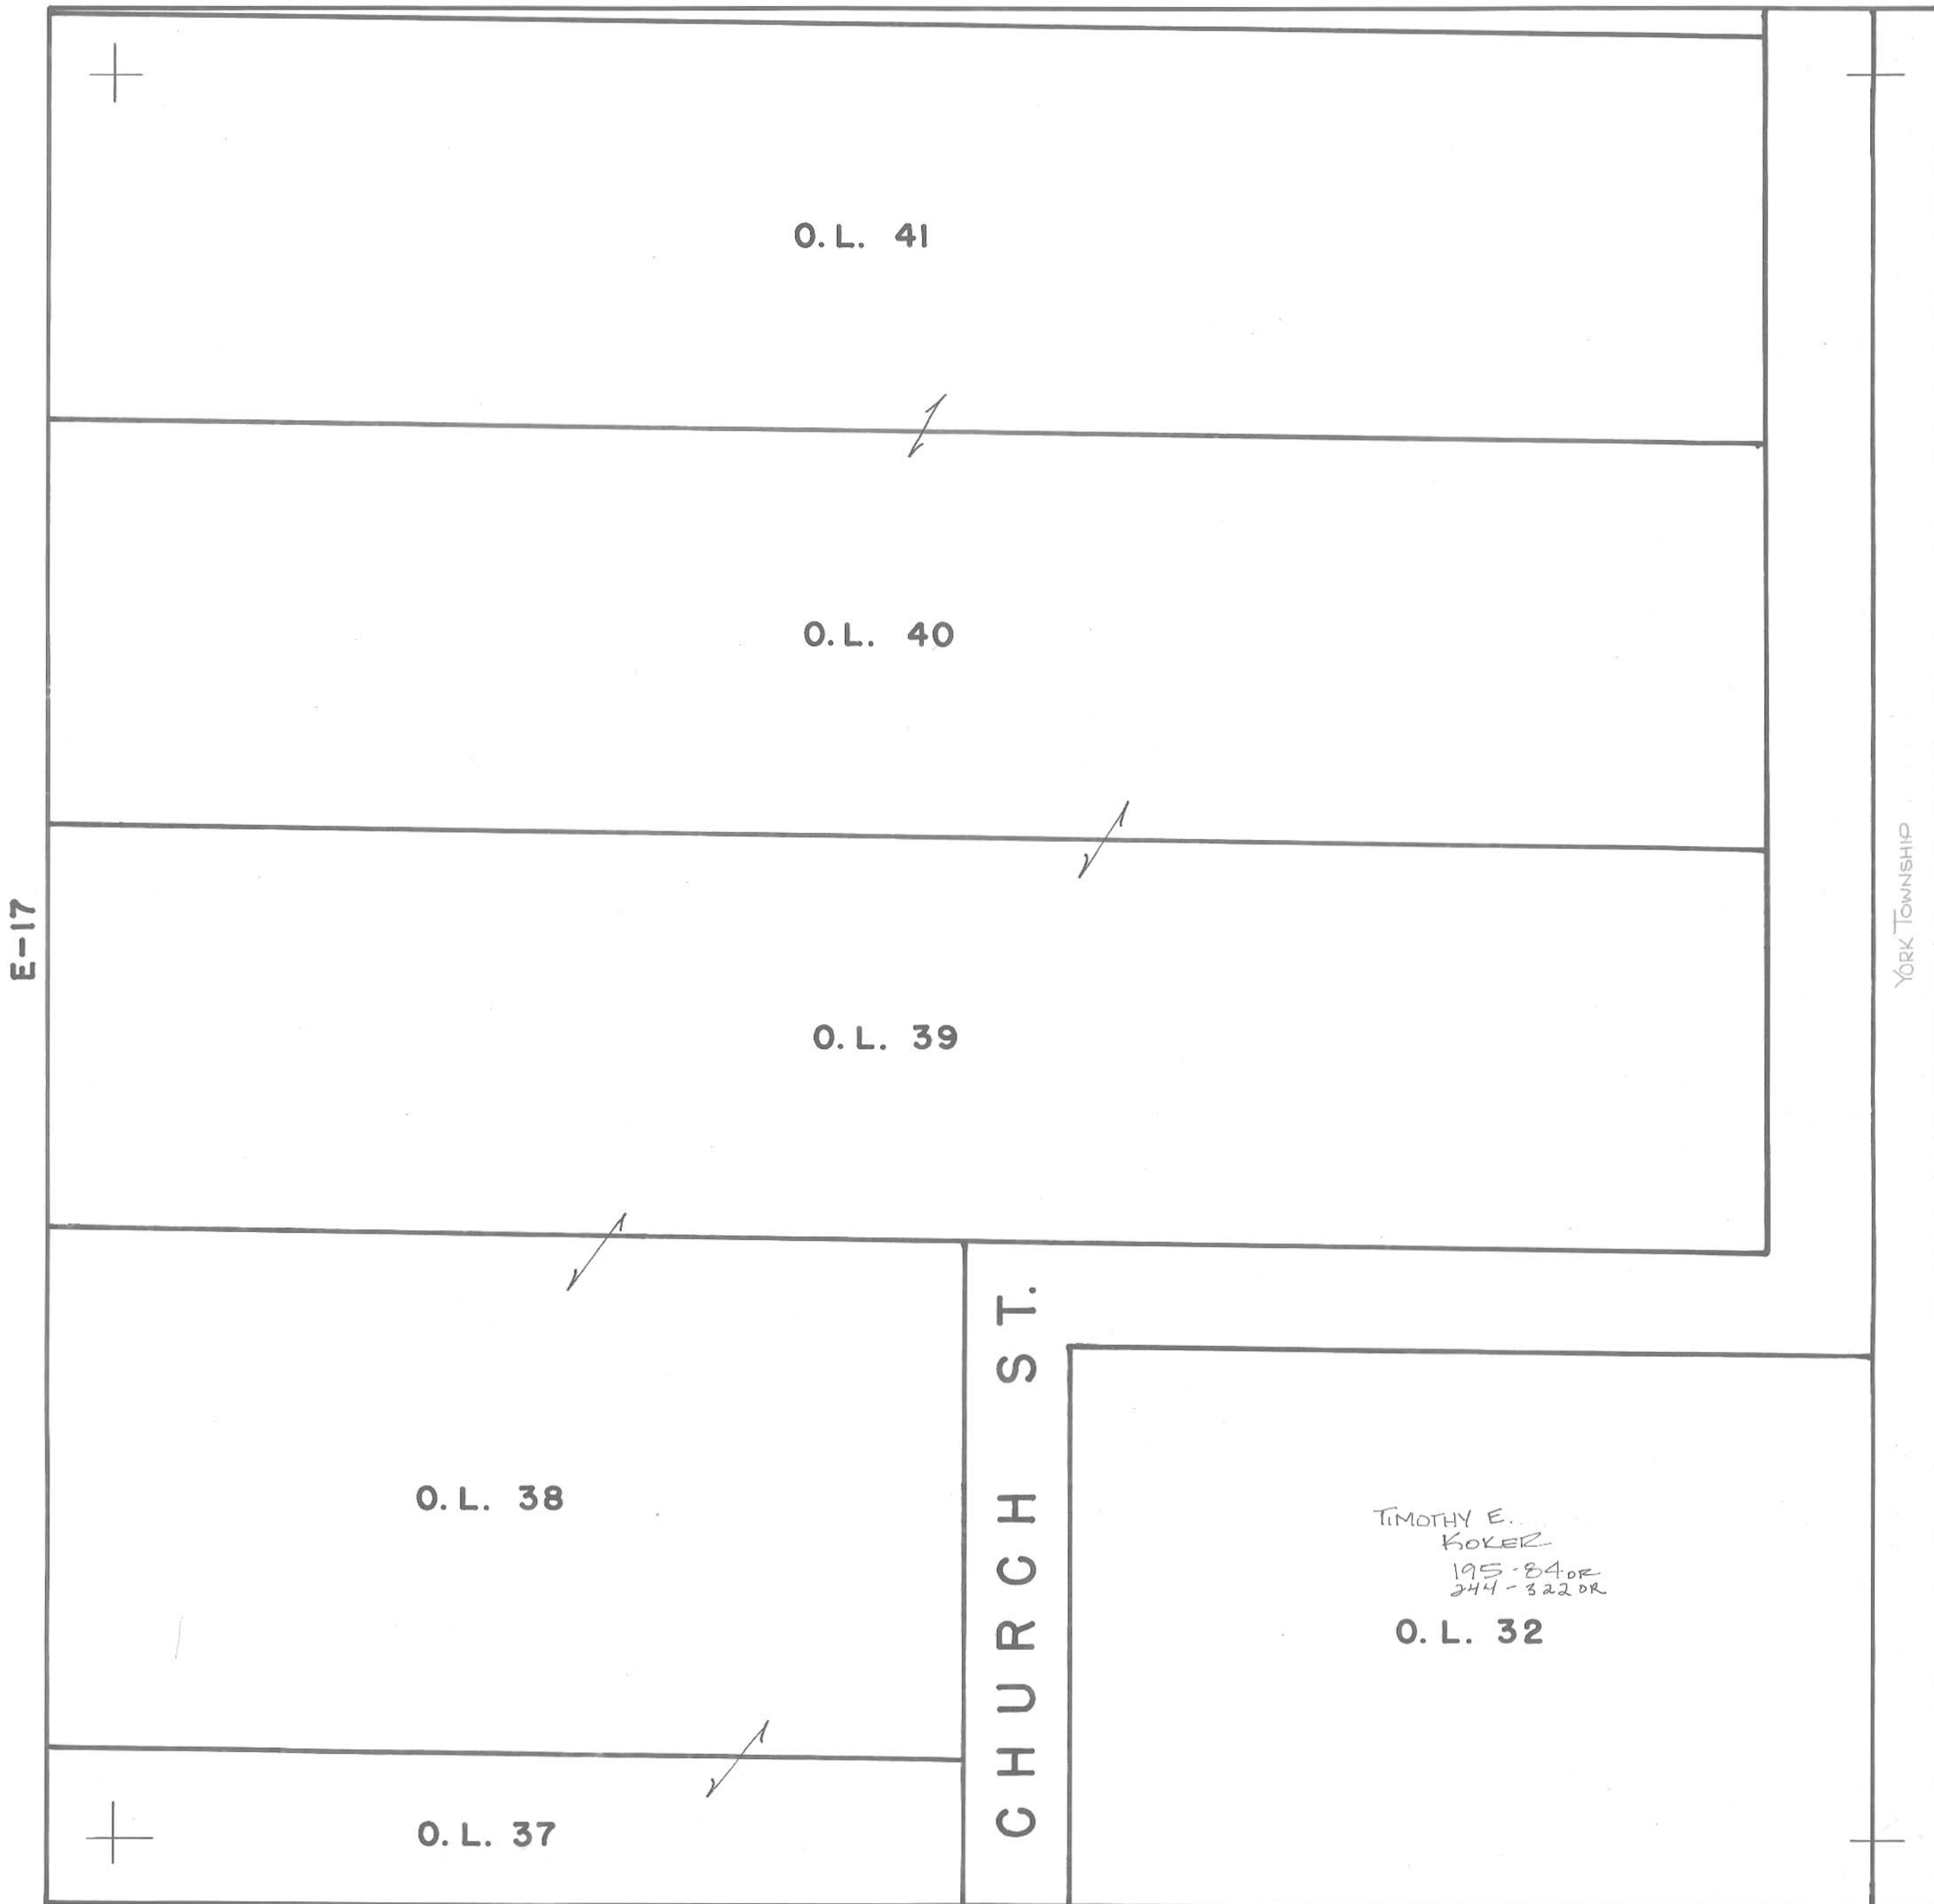 O.L. 41
O.L. 40
E-17
YORK TOWNSHIP
O.L. 39
CHURCH ST.
O.L. 38
TIMOTHY E.
KOKER
195-84 OR
244-322 OR
O.L. 32
O.L. 37